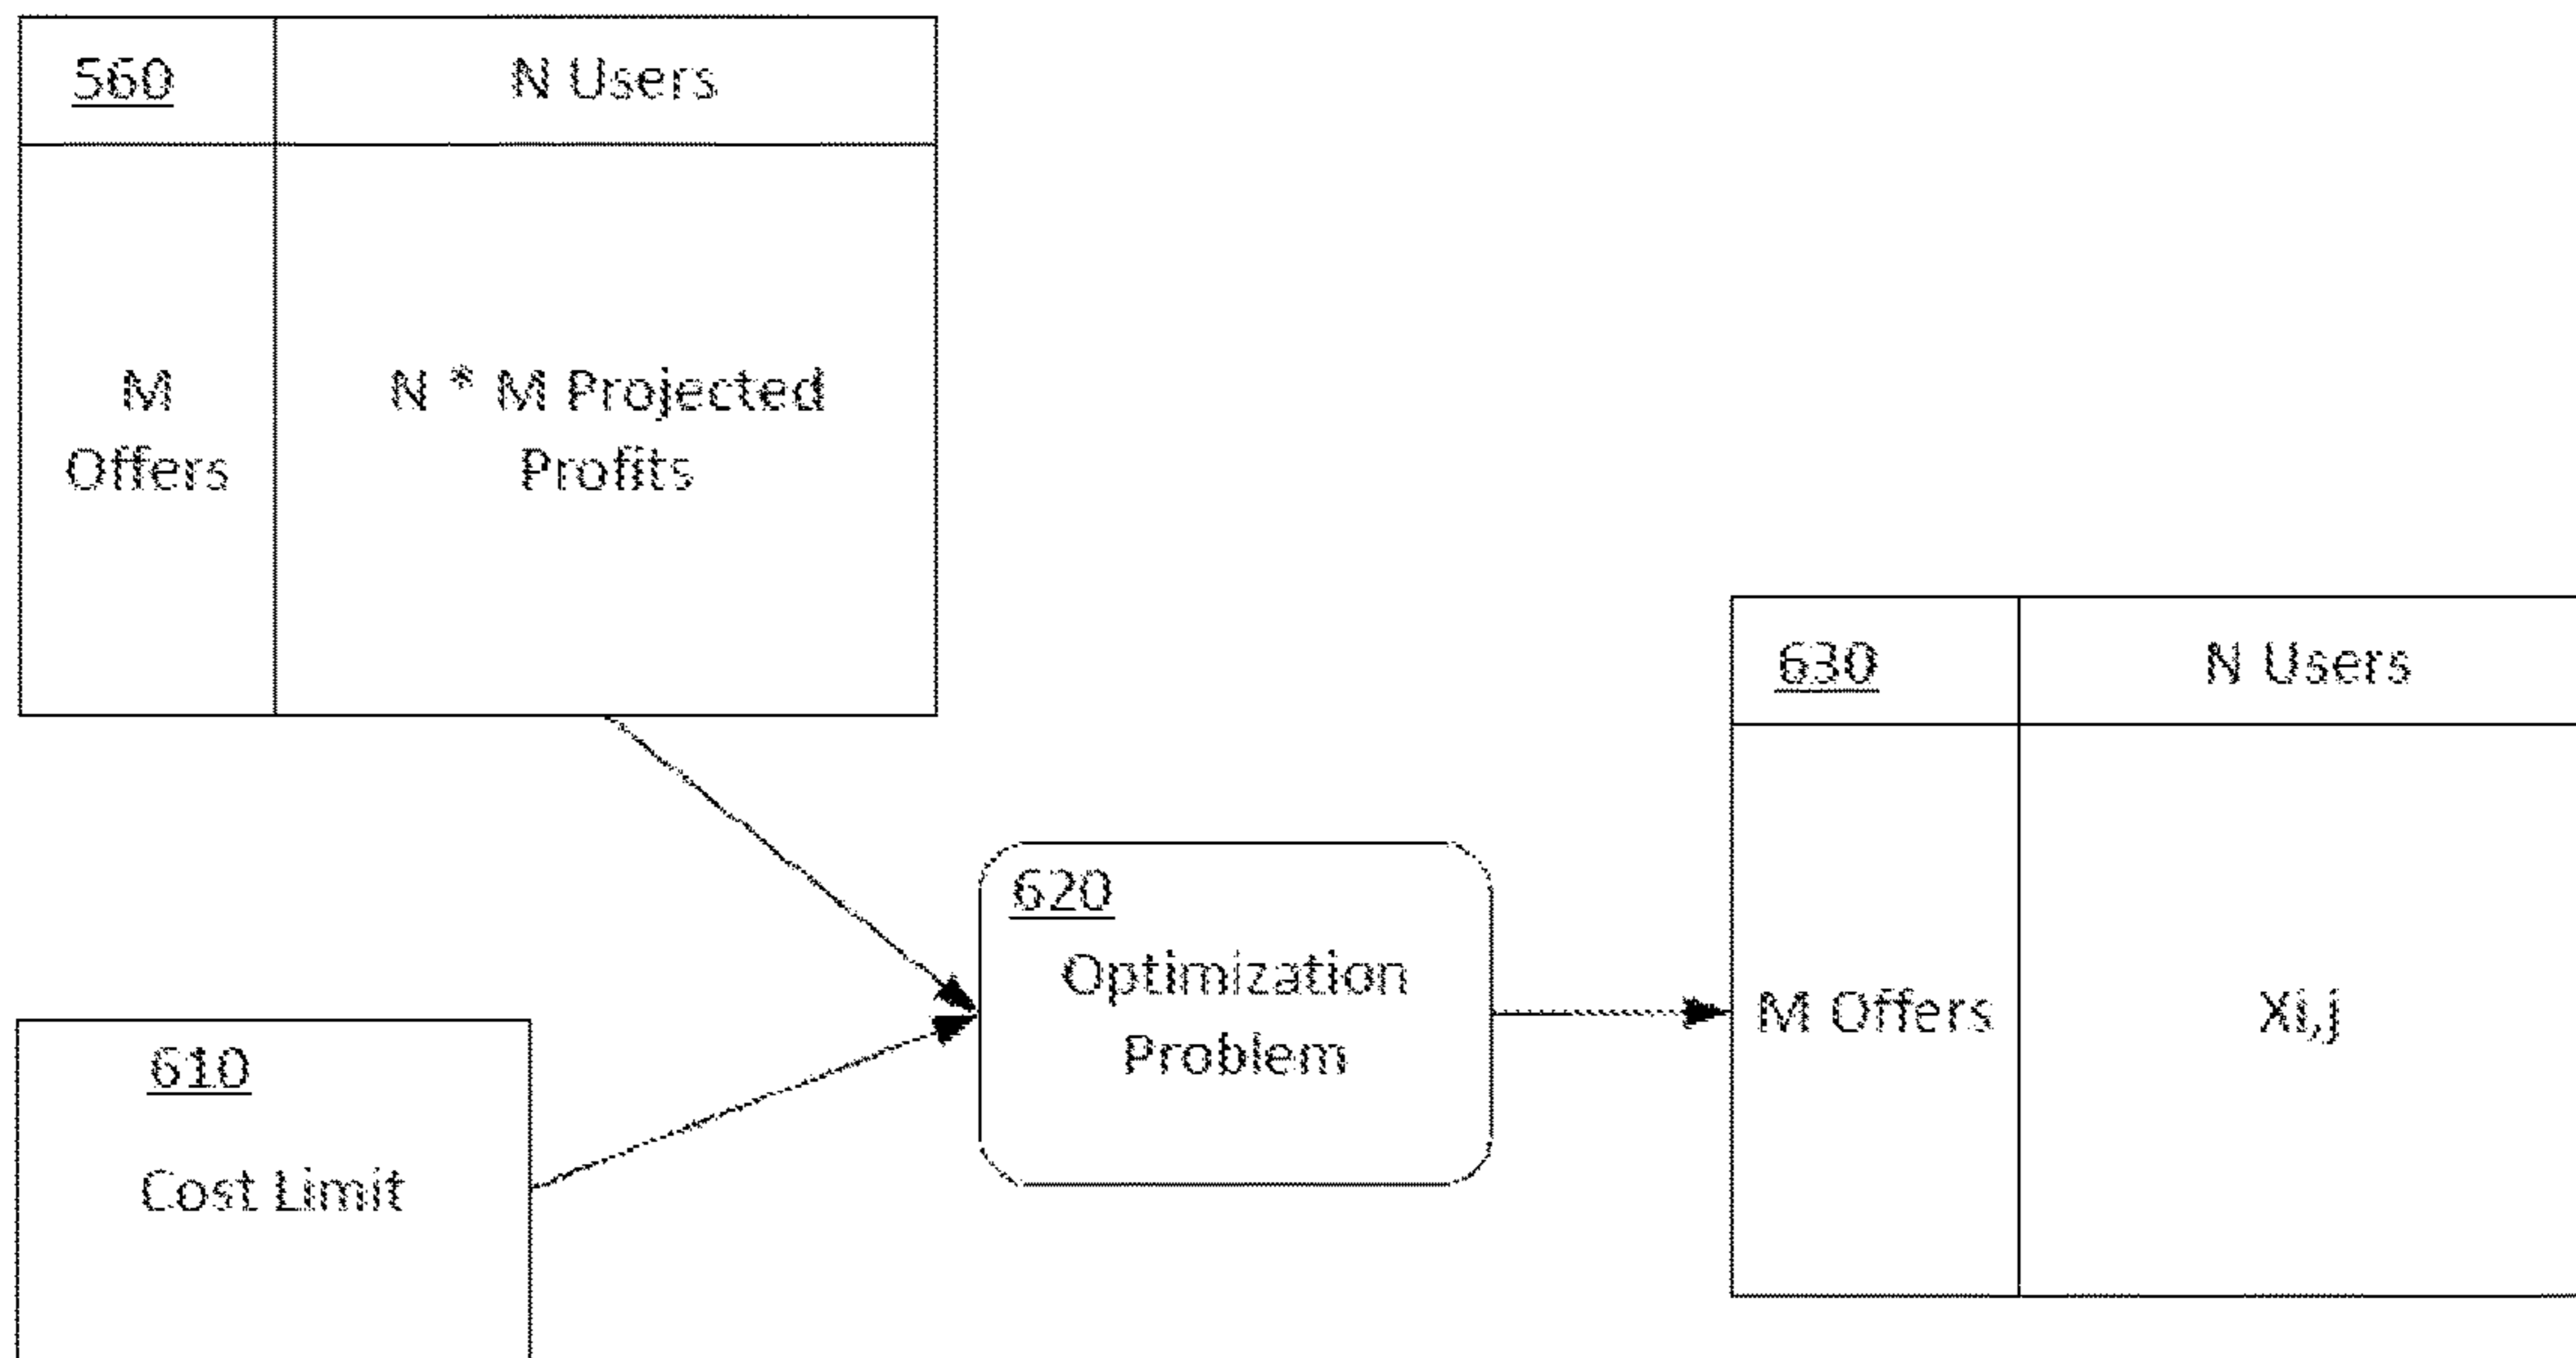 560
N Users
M
Offers
N * M Projected
Profits
630
N Users
M Offers
Xi,j
620
Optimization
Problem
610
Cost Limit